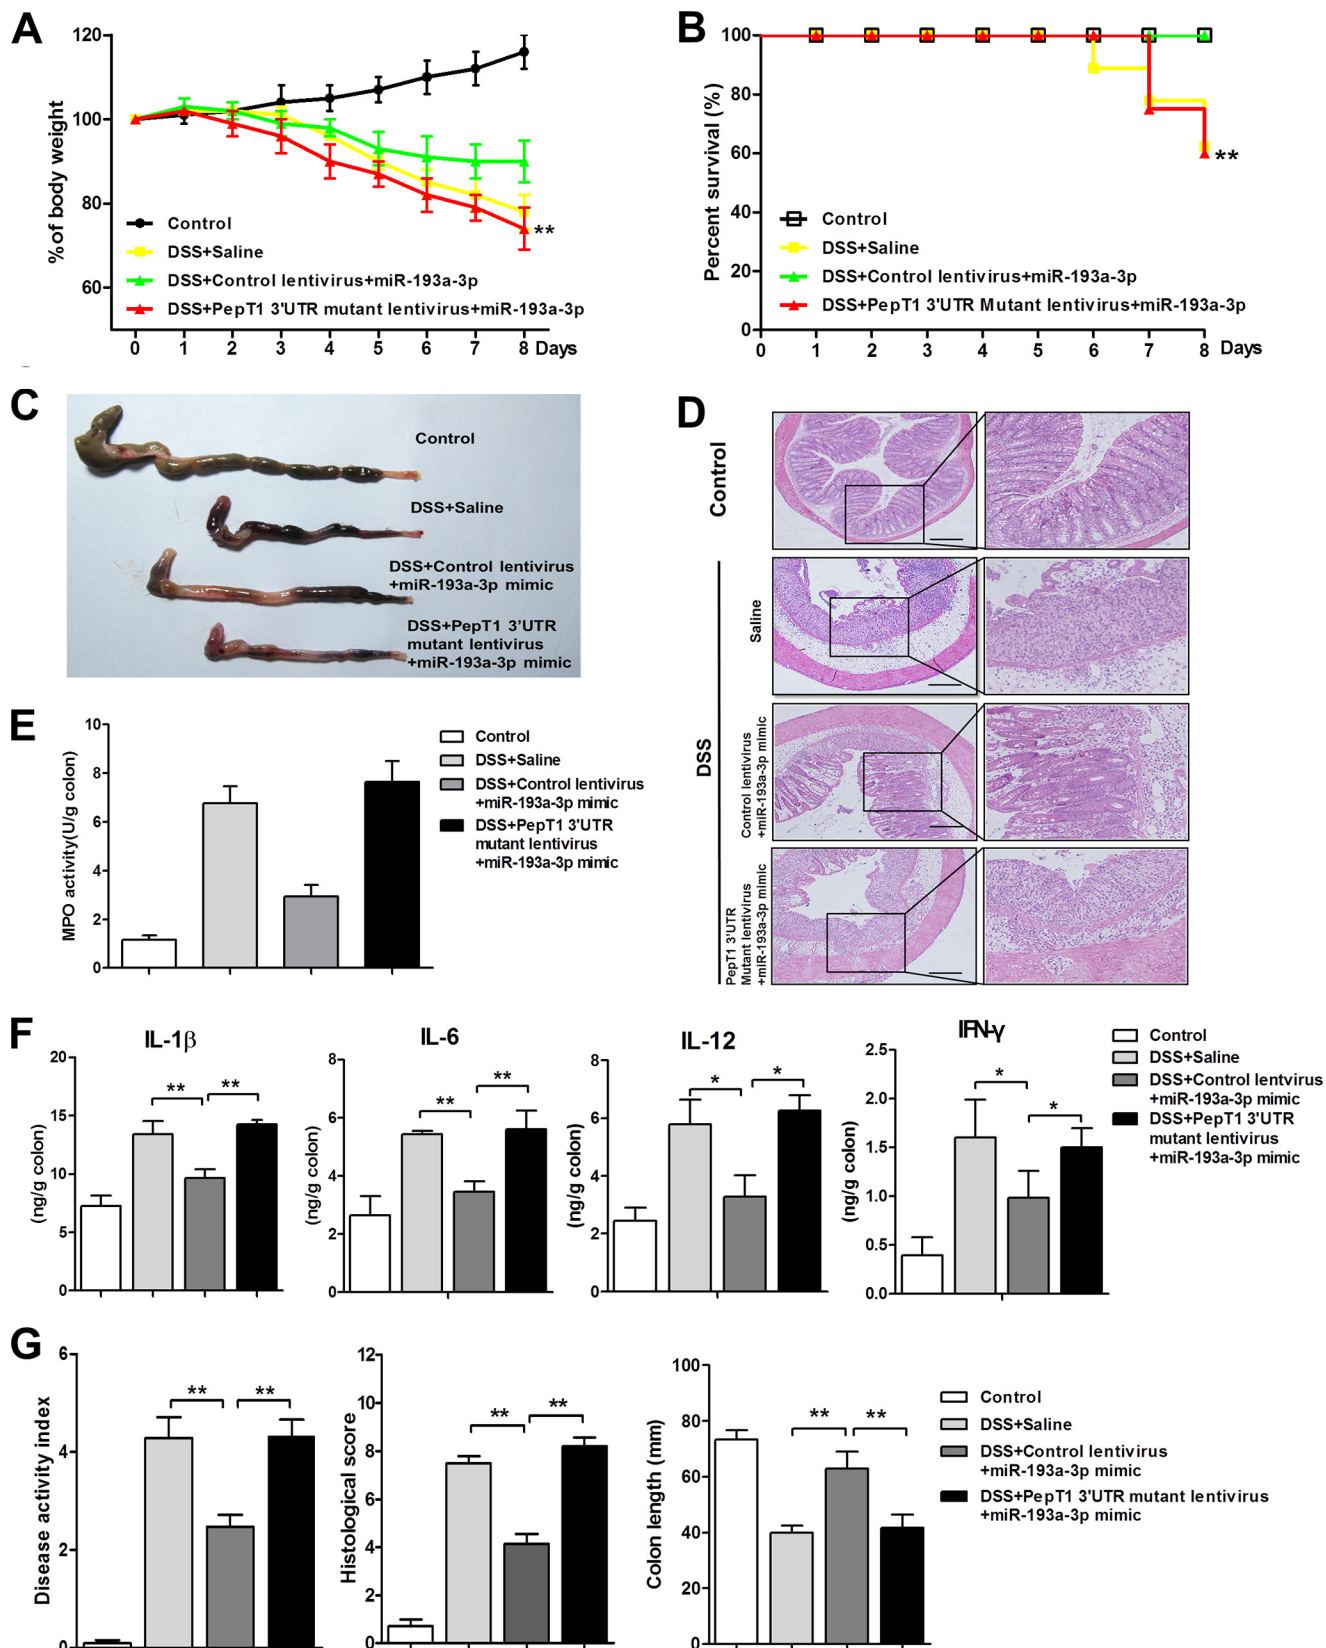 A
120
100
80
60
%of body weight
Control
DSS+Saline
DSS+Control lentivirus+miR-193a-3p
DSS+PepT1 3'UTR mutant lentivirus+miR-193a-3p
**
0 1 2 3 4 5 6 7 8 Days
B
100
80
60
40
20
0
Percent survival (%)
**
Control
DSS+Saline
DSS+Control lentivirus+miR-193a-3p
DSS+PepT1 3'UTR Mutant lentivirus+miR-193a-3p
0 1 2 3 4 5 6 7 8 Days
C
Control
DSS+Saline
DSS+Control lentivirus
+miR-193a-3p mimic
DSS+PepT1 3'UTR
mutant lentivirus
+miR-193a-3p mimic
D
Control
DSS
Saline
Control lentivirus
+miR-193a-3p mimic
PepT1 3'UTR
Mutant lentivirus
+miR-193a-3p mimic
E
10
8
6
4
2
0
MPO activity(U/g colon)
Control
DSS+Saline
DSS+Control lentivirus
+miR-193a-3p mimic
DSS+PepT1 3'UTR
mutant lentivirus
+miR-193a-3p mimic
F
IL-1β
20
15
10
5
0
(ng/g colon)
** **
IL-6
8
6
4
2
0
(ng/g colon)
** **
IL-12
8
6
4
2
0
(ng/g colon)
* *
IFN-γ
2.5
2.0
1.5
1.0
0.5
0.0
(ng/g colon)
* *
Control
DSS+Saline
DSS+Control lentvirus
+miR-193a-3p mimic
DSS+PepT1 3'UTR
mutant lentivirus
+miR-193a-3p mimic
G
6
4
2
0
Disease activity index
** **
12
10
8
6
4
2
0
Histological score
** **
100
80
60
40
20
0
Colon length (mm)
** **
Control
DSS+Saline
DSS+Control lentivirus
+miR-193a-3p mimic
DSS+PepT1 3'UTR mutant lentivirus
+miR-193a-3p mimic